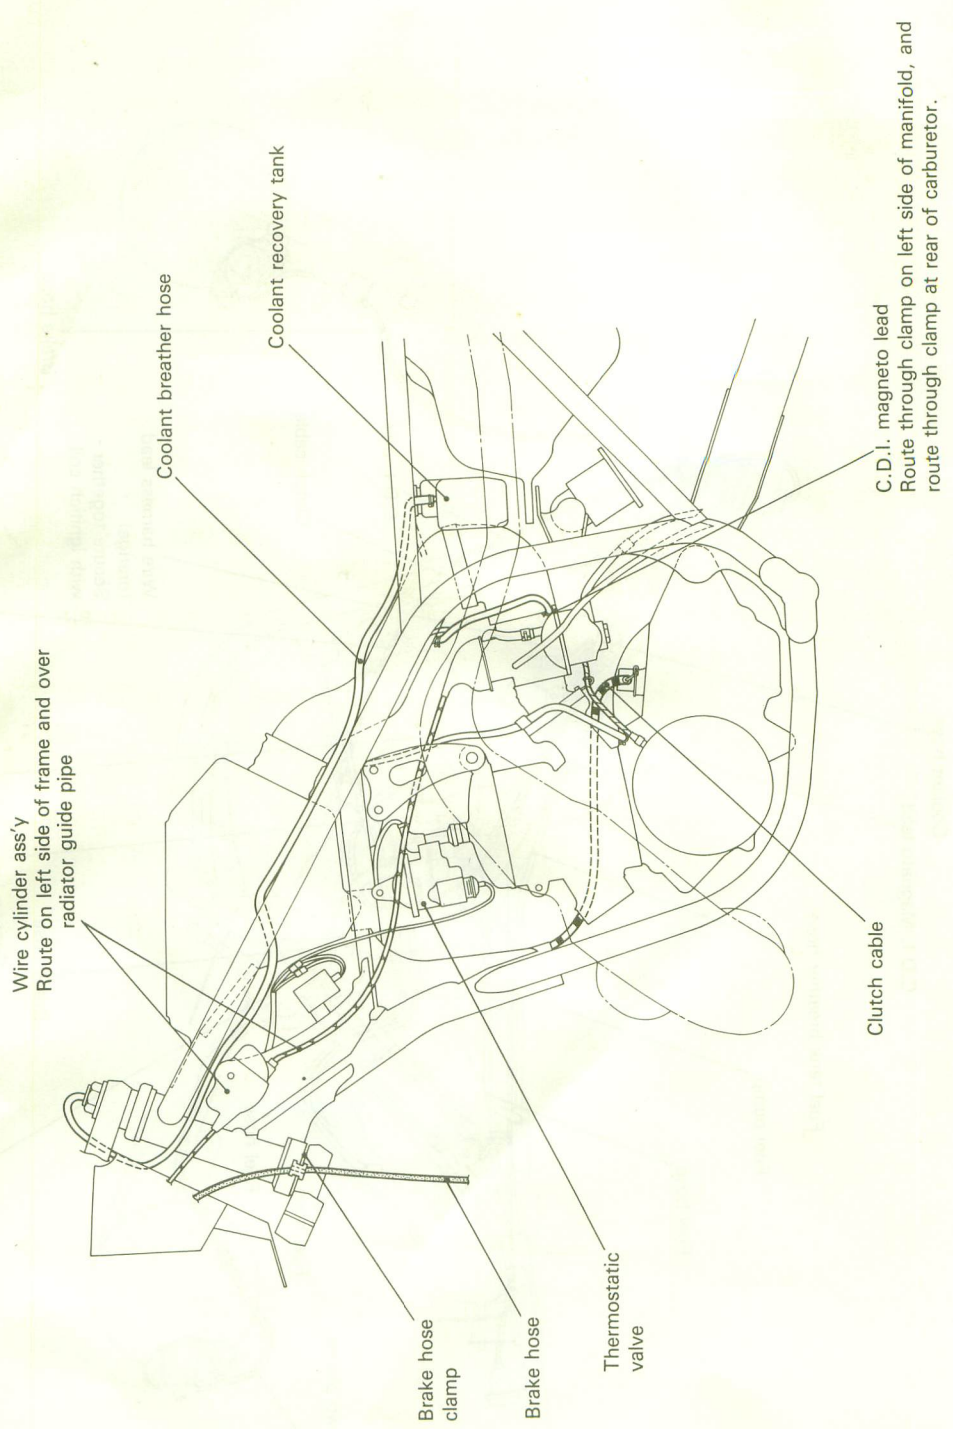 Wire cylinder ass'y
Route on left side of frame and over
radiator guide pipe
Coolant breather hose
Coolant recovery tank
Brake hose
clamp
Brake hose
Thermostatic
valve
Clutch cable
C.D.I. magneto lead
Route through clamp on left side of manifold, and
route through clamp at rear of carburetor.